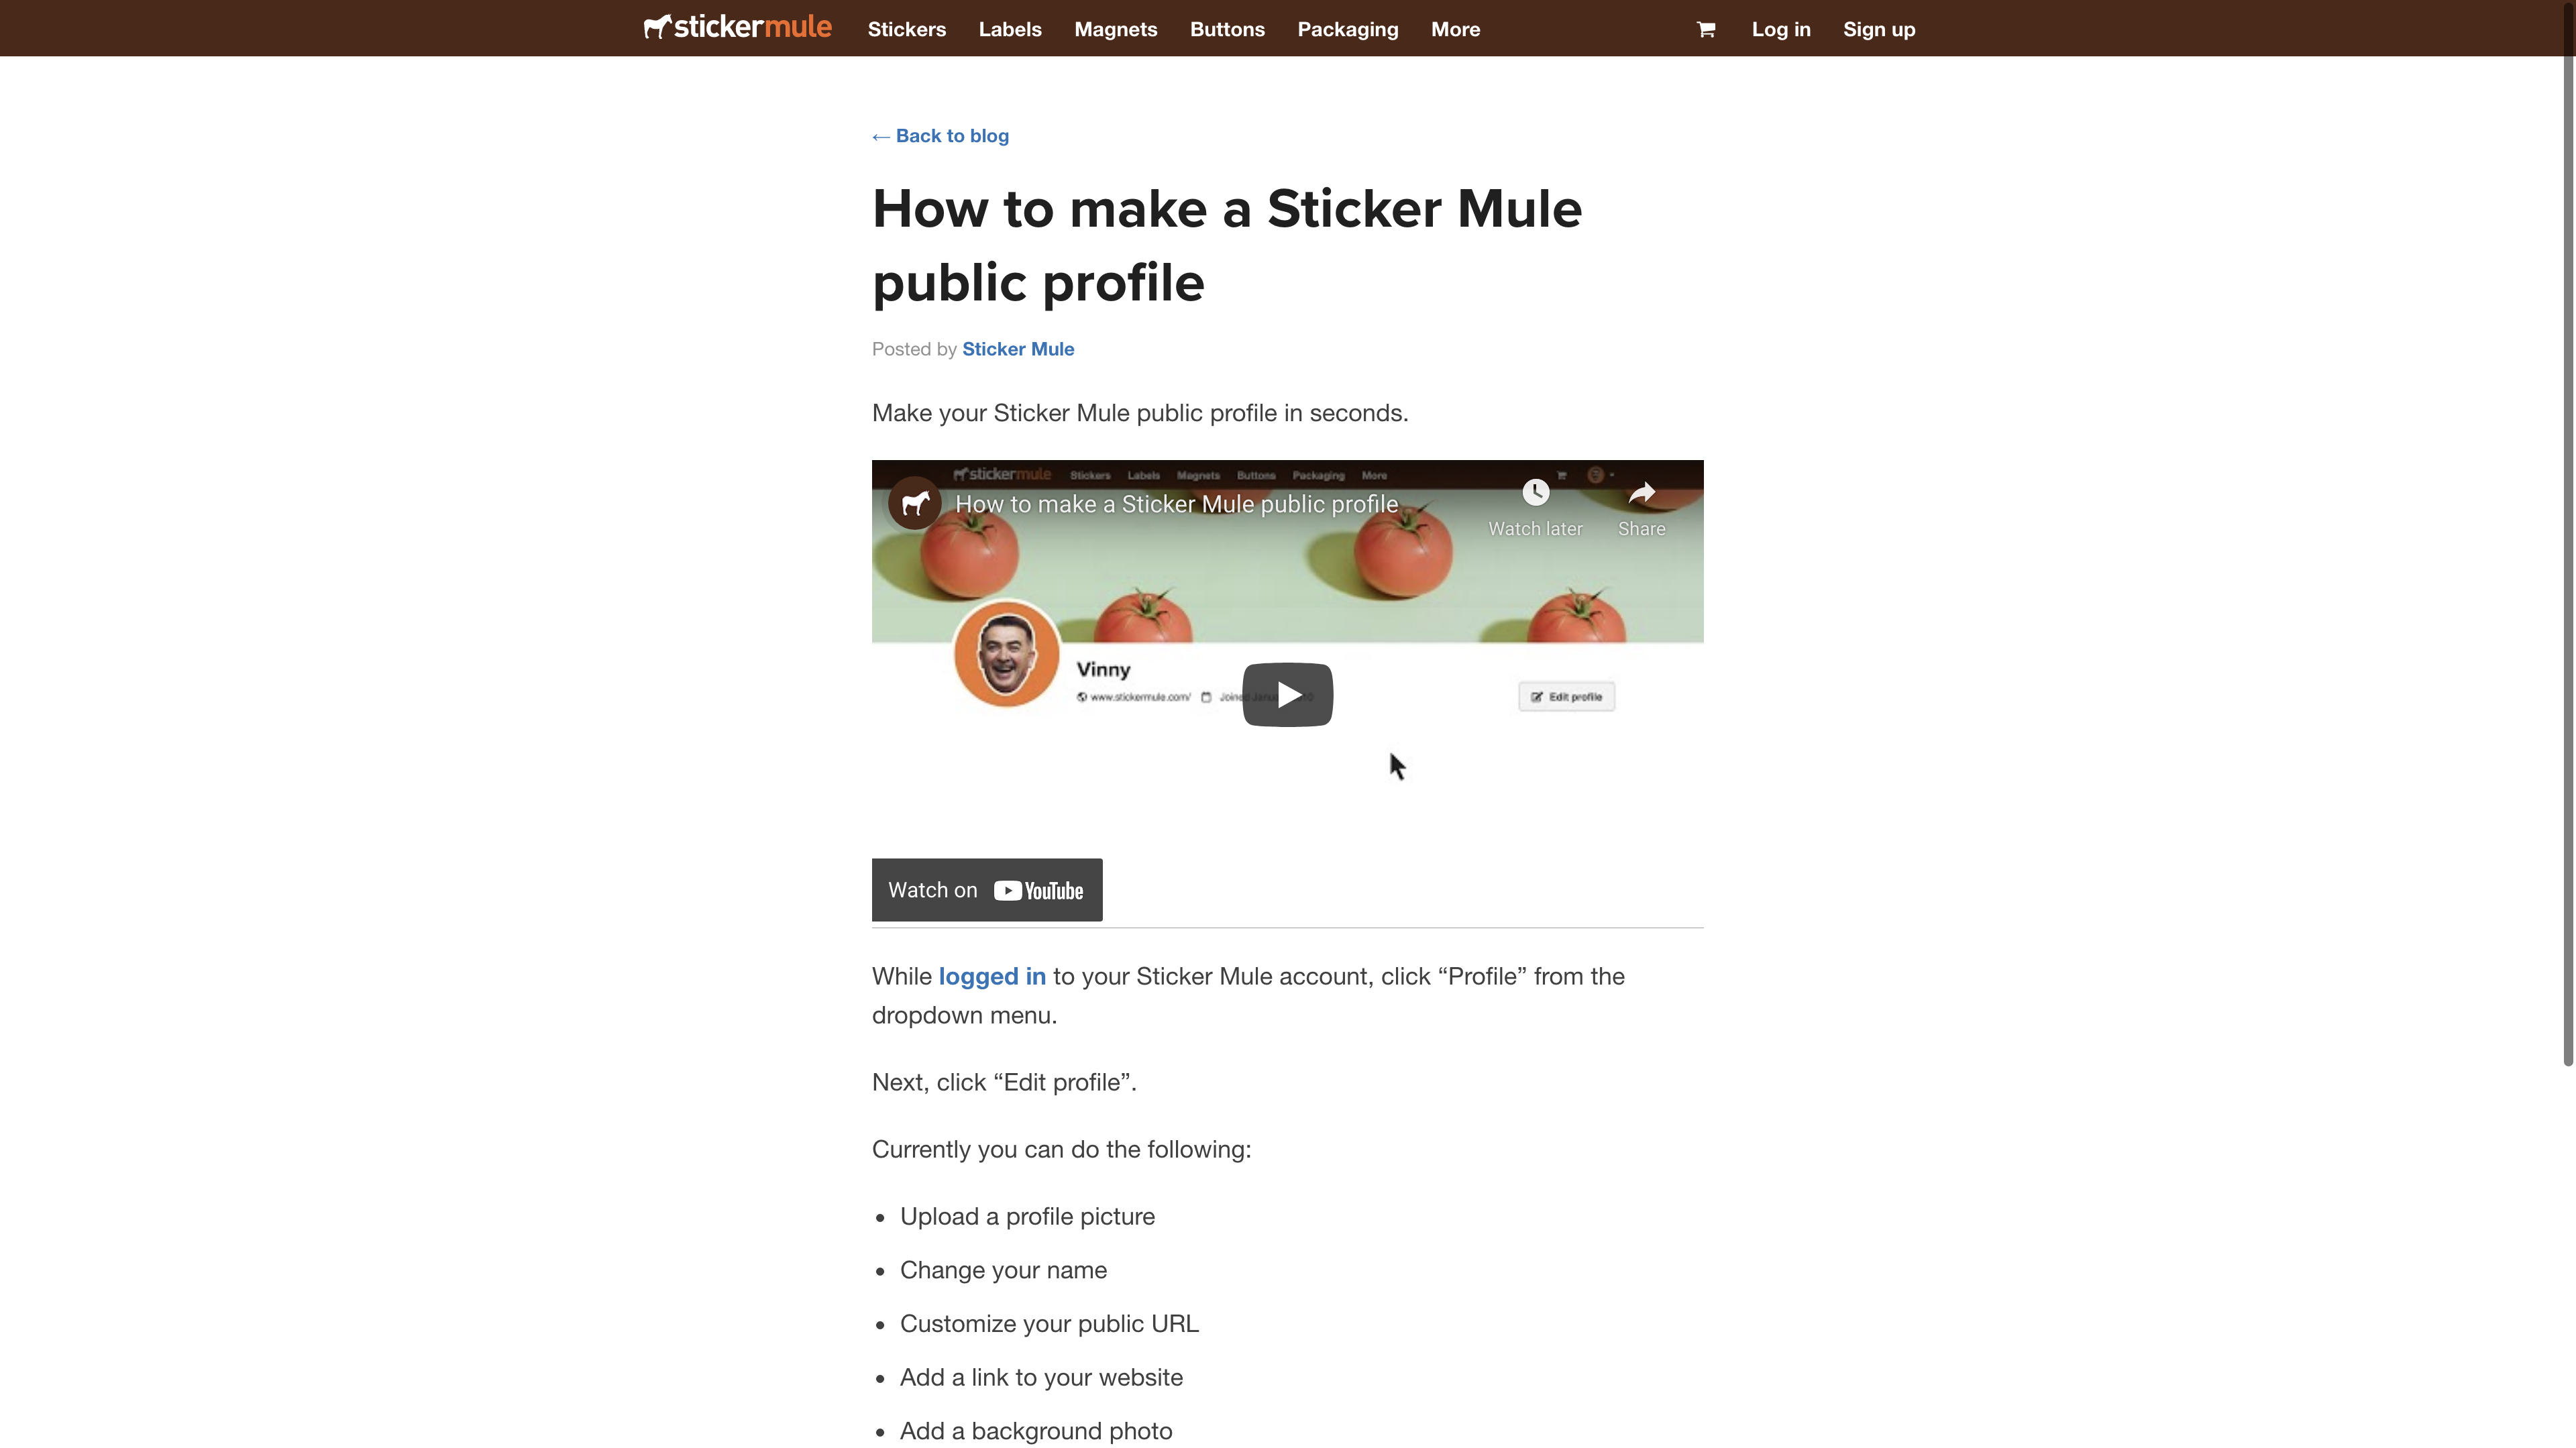 stickermule Stickers Labels Magnets Buttons Packaging More Log in Sign up
← Back to blog
How to make a Sticker Mule
public profile
Posted by Sticker Mule
Make your Sticker Mule public profile in seconds.
stickermule Stickers Labels Magnets Buttons Packaging More
How to make a Sticker Mule public profile
Watch later Share
Vinny
www.stickermule.com/ Joined
Edit profile
Watch on YouTube
While logged in to your Sticker Mule account, click “Profile” from the
dropdown menu.
Next, click “Edit profile”.
Currently you can do the following:
• Upload a profile picture
• Change your name
• Customize your public URL
• Add a link to your website
• Add a background photo